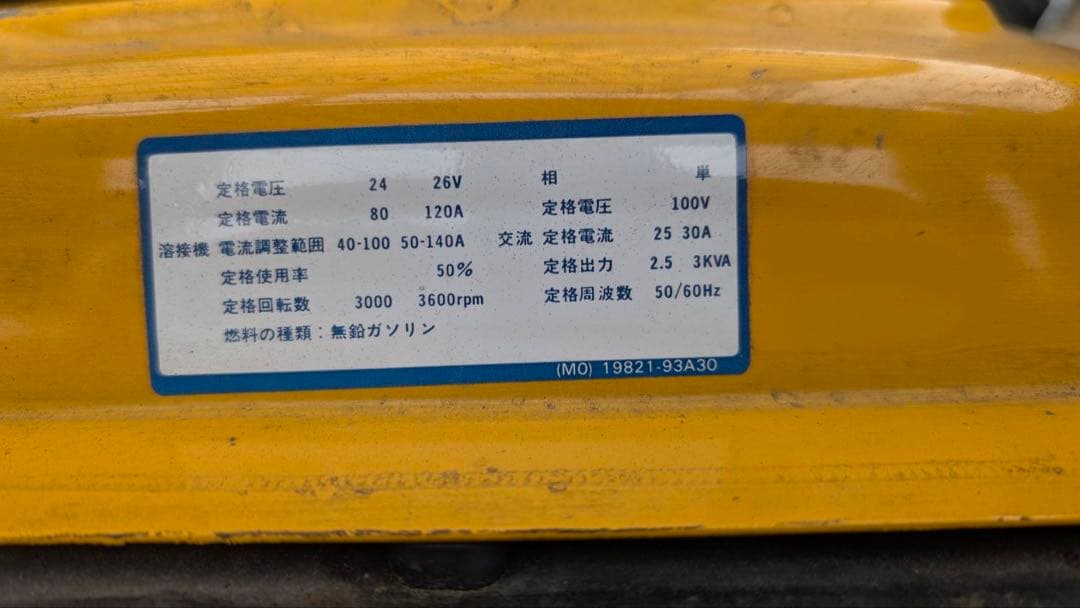 定格電圧 24 26V
定格電流 80 120A
溶接機 電流調整範囲 40-100 50-140A
定格使用率 50%
定格回転数 3000 3600rpm
燃料の種類：無鉛ガソリン
相 単
定格電圧 100V
交流 定格電流 25 30A
定格出力 2.5 3KVA
定格周波数 50/60Hz
(M0) 19821-93A30